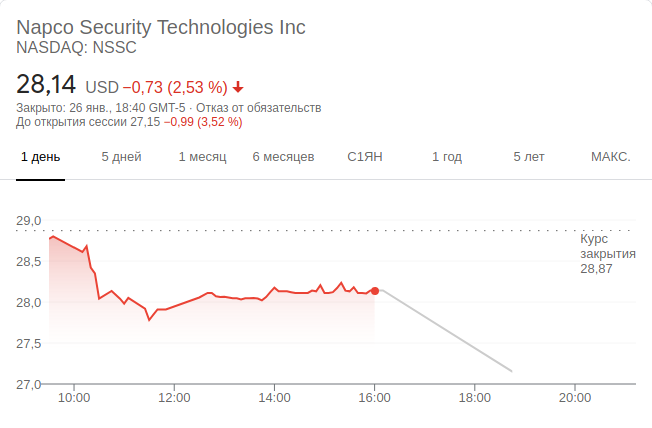 Napco Security Technologies Inc
NASDAQ: NSSC
28,14 USD −0,73 (2,53 %)
Закрыто: 26 янв., 18:40 GMT-5 · Отказ от обязательств
До открытия сессии 27,15 −0,99 (3,52 %)
1 день 5 дней 1 месяц 6 месяцев С1ЯН 1 год 5 лет МАКС.
29,0
Курс
закрытия
28,87
28,5
28,0
27,5
27,0
10:00 12:00 14:00 16:00 18:00 20:00